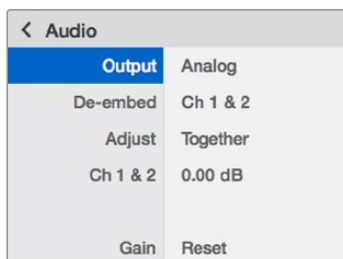 < Audio
Output Analog
De-embed Ch 1 & 2
Adjust Together
Ch 1 & 2 0.00 dB
Gain Reset